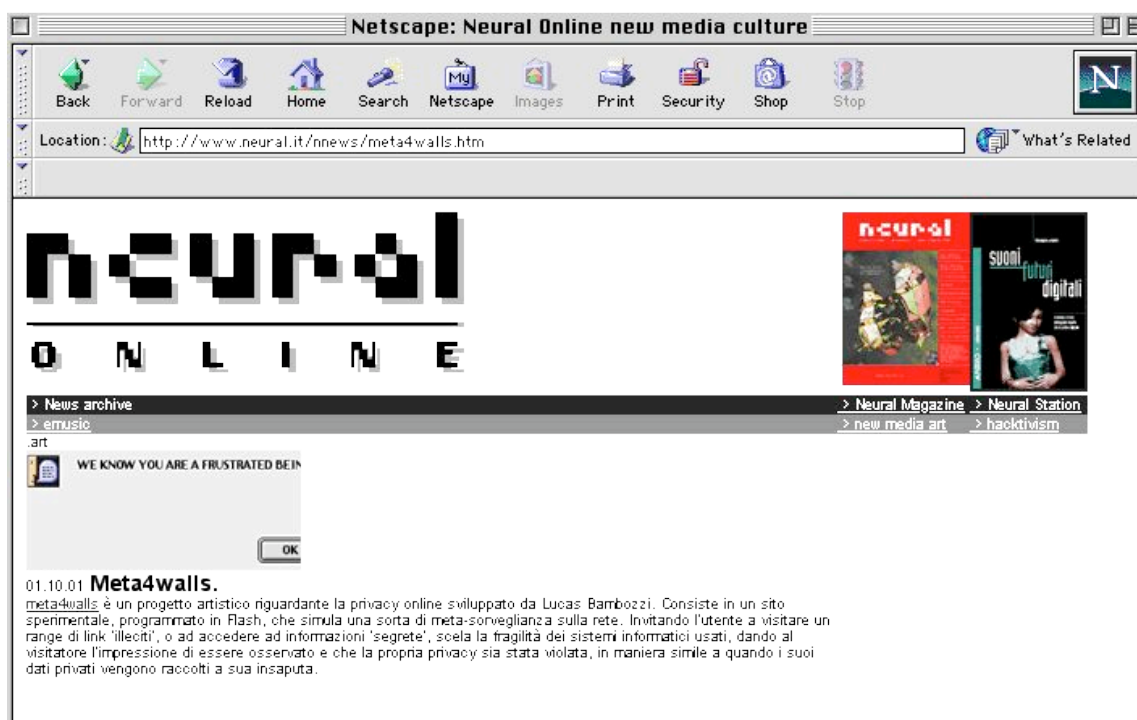 Netscape: Neural Online new media culture
Back Forward Reload Home Search Netscape Images Print Security Shop Stop
My
N
Location: http://www.neural.it/nnews/meta4walls.htm What's Related
neural
ONLINE
neural
suoni
futuri
digitali
> News archive > Neural Magazine > Neural Station
> emusic > new media art > hacktivism
.art
WE KNOW YOU ARE A FRUSTRATED BEIN
OK
01.10.01 Meta4walls.
meta4walls è un progetto artistico riguardante la privacy online sviluppato da Lucas Bambozzi. Consiste in un sito
sperimentale, programmato in Flash, che simula una sorta di meta-sorveglianza sulla rete. Invitando l'utente a visitare un
range di link 'illeciti', o ad accedere ad informazioni 'segrete', scela la fragilità dei sistemi informatici usati, dando al
visitatore l'impressione di essere osservato e che la propria privacy sia stata violata, in maniera simile a quando i suoi
dati privati vengono raccolti a sua insaputa.